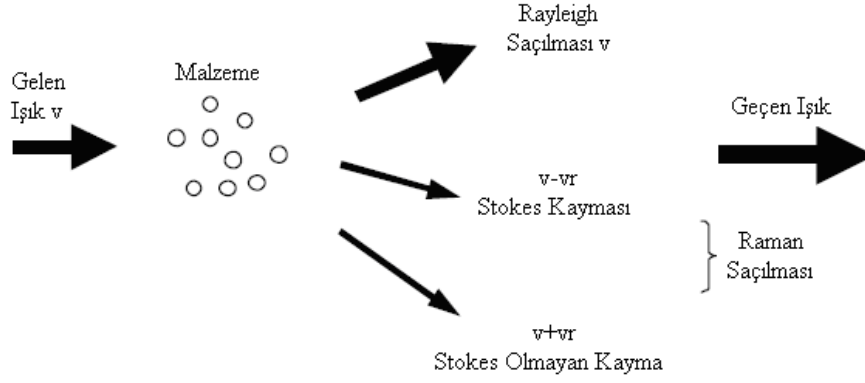 Gelen
Işık v
Malzeme
Rayleigh
Saçılması v
v-vr
Stokes Kayması
v+vr
Stokes Olmayan Kayma
Geçen Işık
Raman
Saçılması